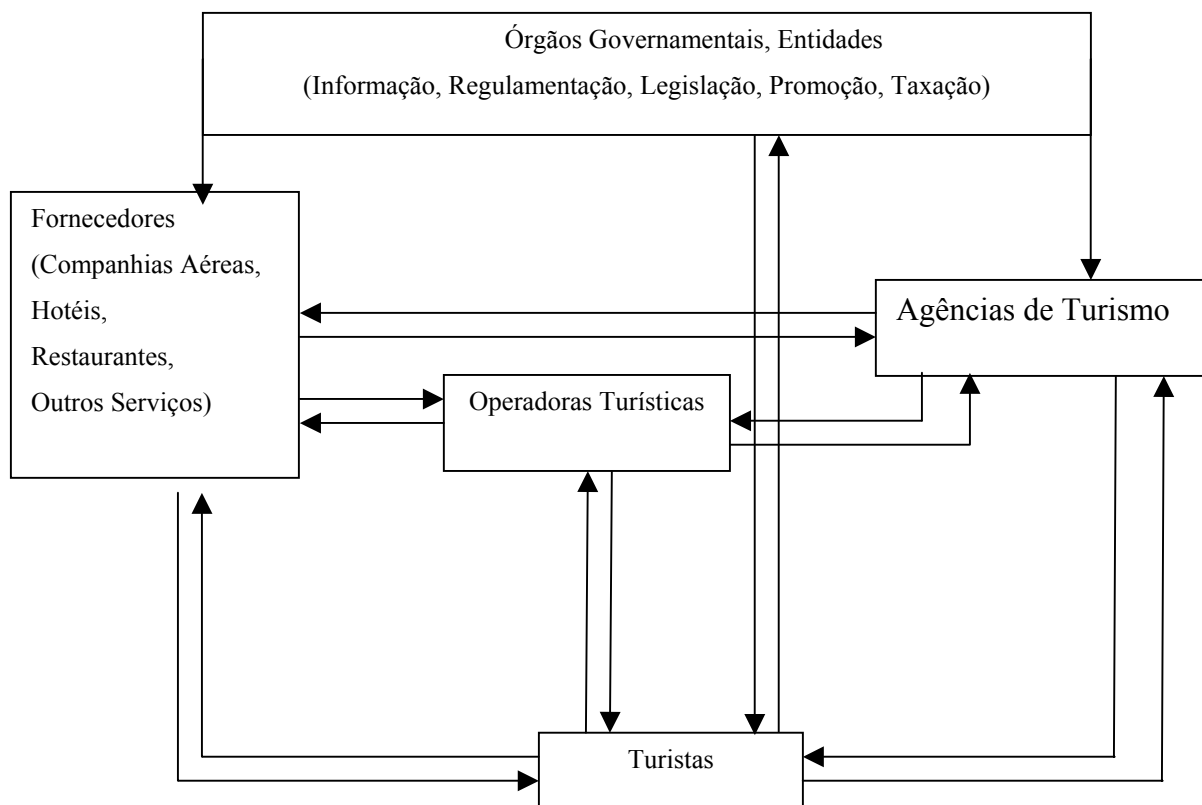 Órgãos Governamentais, Entidades
(Informação, Regulamentação, Legislação, Promoção, Taxação)
Fornecedores
(Companhias Aéreas,
Hotéis,
Restaurantes,
Outros Serviços)
Agências de Turismo
Operadoras Turísticas
Turistas